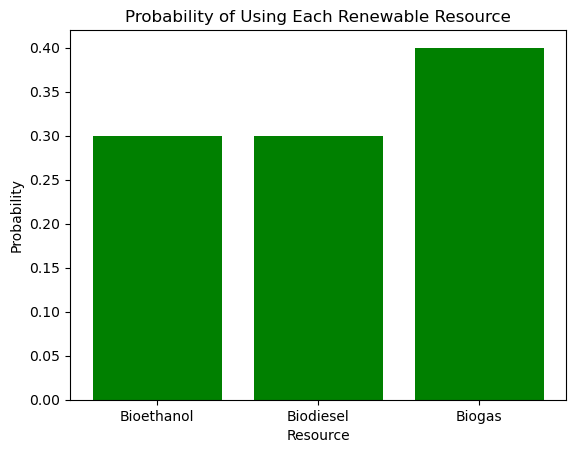 Probability of Using Each Renewable Resource
0.40
0.35
0.30
0.25
0.20
0.15
0.10
0.05
0.00
Probability
Bioethanol Biodiesel Biogas
Resource